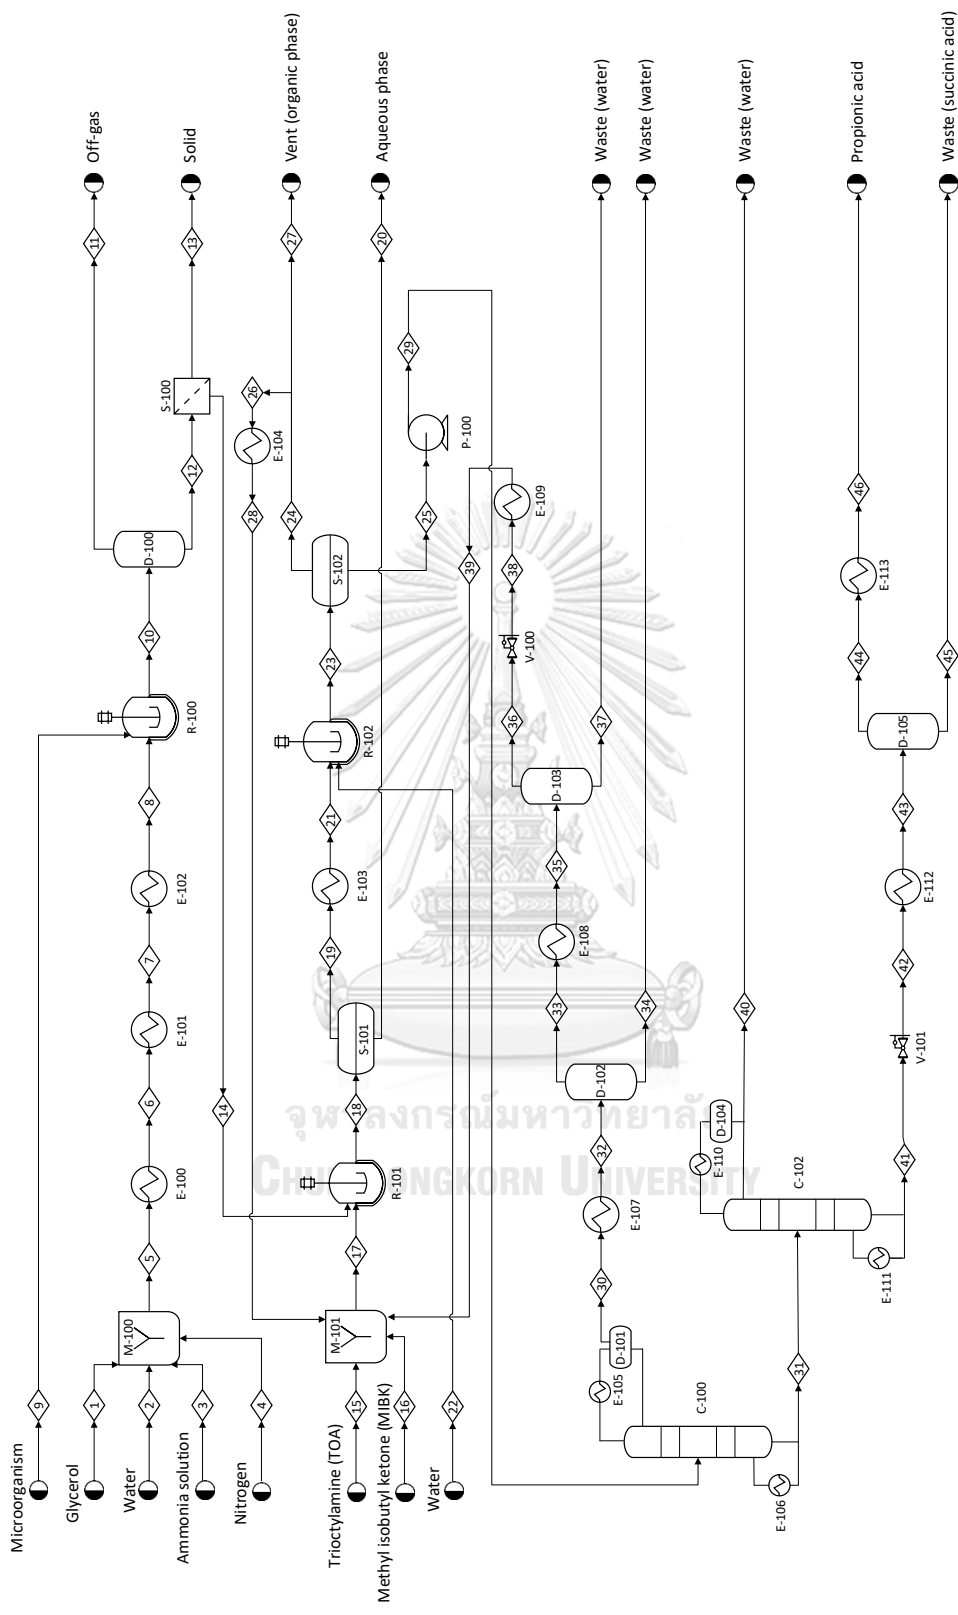 Microorganism
9
Off-gas
11
Glycerol
1
Water
2
Ammonia solution
3
Nitrogen
4
M-100
5
E-100
6
E-101
7
E-102
8
R-100
10
D-100
12
S-100
Solid
13
14
Vent (organic phase)
27
26
E-104
28
Aqueous phase
20
Trioctylamine (TOA)
15
Methyl isobutyl ketone (MIBK)
16
Water
22
M-101
17
R-101
18
S-101
19
E-103
21
R-102
23
S-102
24
25
P-100
29
39
E-109
38
V-100
36
D-103
37
Waste (water)
35
E-108
33
D-102
34
Waste (water)
32
E-107
30
D-101
E-105
C-100
E-106
31
จุฬาลงกรณ์มหาวิทยาลัย
CHULALONGKORN UNIVERSITY
D-104
E-110
C-102
E-111
40
Waste (water)
41
V-101
42
E-112
43
D-105
44
E-113
46
Propionic acid
45
Waste (succinic acid)